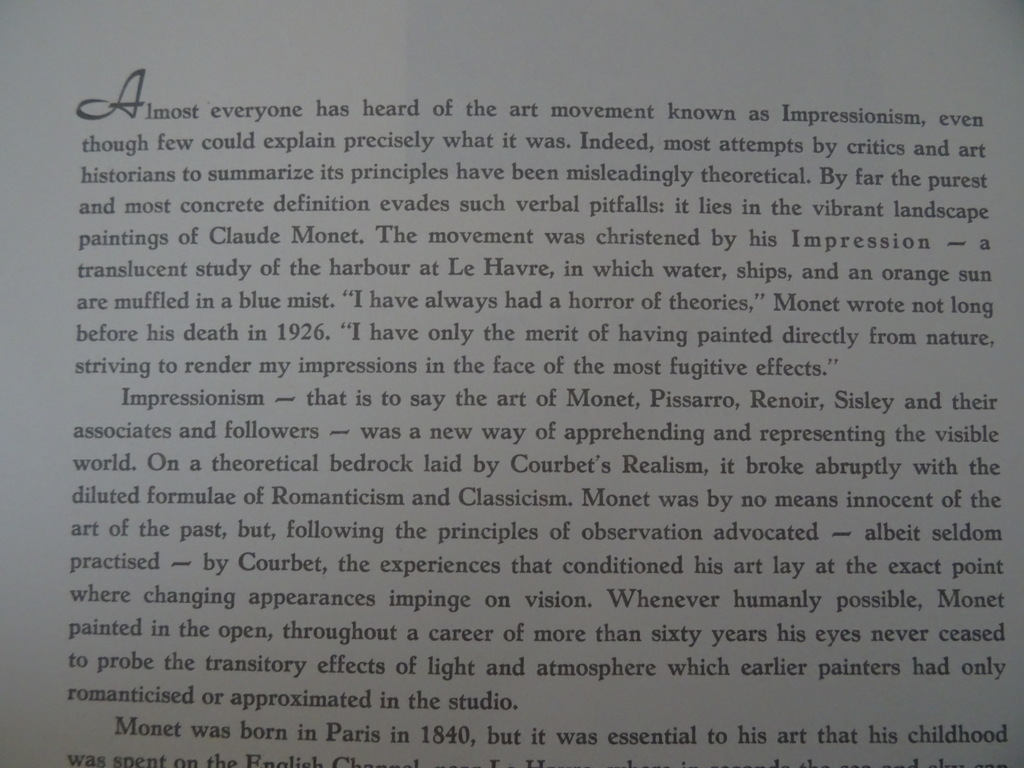 Almost everyone has heard of the art movement known as Impressionism, even
though few could explain precisely what it was. Indeed, most attempts by critics and art
historians to summarize its principles have been misleadingly theoretical. By far the purest
and most concrete definition evades such verbal pitfalls: it lies in the vibrant landscape
paintings of Claude Monet. The movement was christened by his Impression — a
translucent study of the harbour at Le Havre, in which water, ships, and an orange sun
are muffled in a blue mist. “I have always had a horror of theories,” Monet wrote not long
before his death in 1926. “I have only the merit of having painted directly from nature,
striving to render my impressions in the face of the most fugitive effects.”
Impressionism — that is to say the art of Monet, Pissarro, Renoir, Sisley and their
associates and followers — was a new way of apprehending and representing the visible
world. On a theoretical bedrock laid by Courbet's Realism, it broke abruptly with the
diluted formulae of Romanticism and Classicism. Monet was by no means innocent of the
art of the past, but, following the principles of observation advocated — albeit seldom
practised — by Courbet, the experiences that conditioned his art lay at the exact point
where changing appearances impinge on vision. Whenever humanly possible, Monet
painted in the open, throughout a career of more than sixty years his eyes never ceased
to probe the transitory effects of light and atmosphere which earlier painters had only
romanticised or approximated in the studio.
Monet was born in Paris in 1840, but it was essential to his art that his childhood
was spent on the English Channel, near Le Havre, where in seconds the sea and sky can